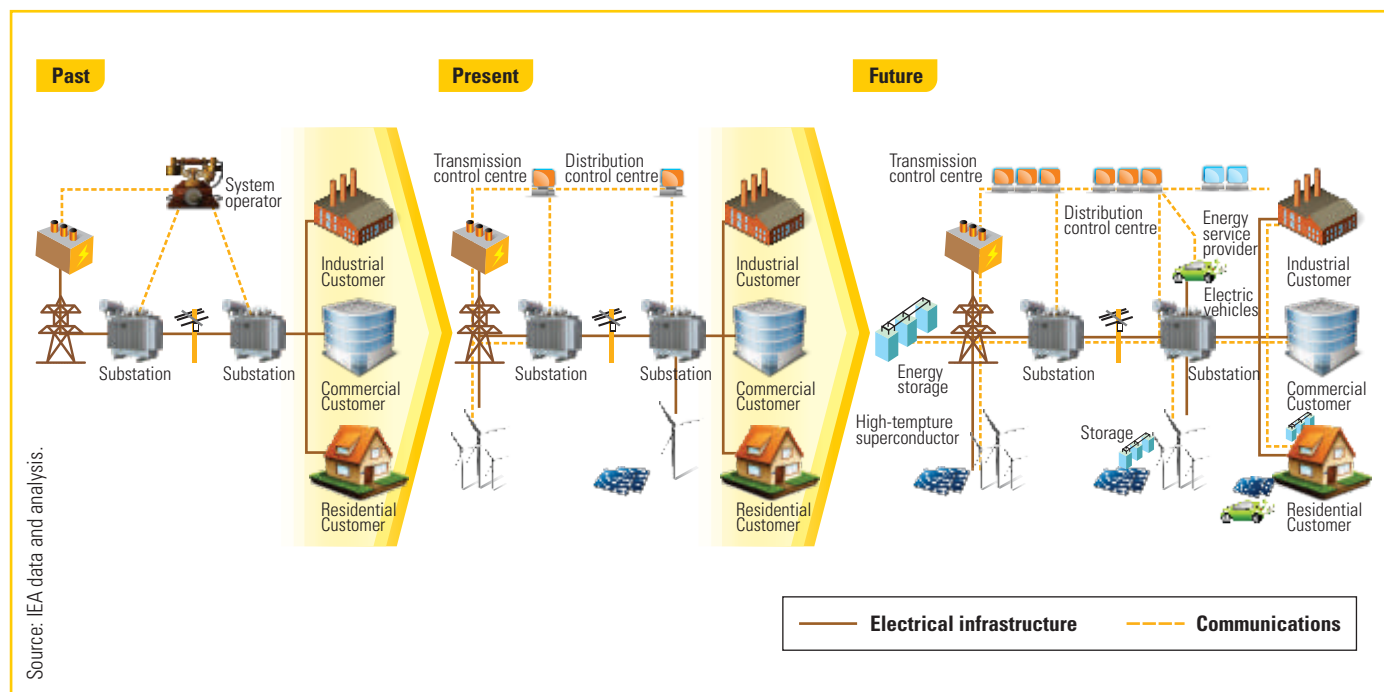 Past
System
operator
Substation
Substation
Industrial
Customer
Commercial
Customer
Residential
Customer
Present
Transmission
control centre
Distribution
control centre
Substation
Substation
Industrial
Customer
Commercial
Customer
Residential
Customer
Future
Transmission
control centre
Distribution
control centre
Energy
service
provider
Electric
vehicles
Energy
storage
Substation
Substation
High-tempture
superconductor
Storage
Industrial
Customer
Commercial
Customer
Residential
Customer
Electrical infrastructure
Communications
Source: IEA data and analysis.